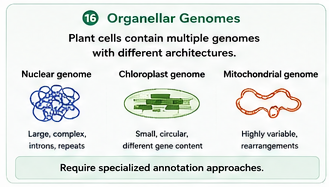 16 Organellar Genomes
Plant cells contain multiple genomes
with different architectures.
Nuclear genome
Large, complex,
introns, repeats
Chloroplast genome
Small, circular,
different gene content
Mitochondrial genome
Highly variable,
rearrangements
Require specialized annotation approaches.